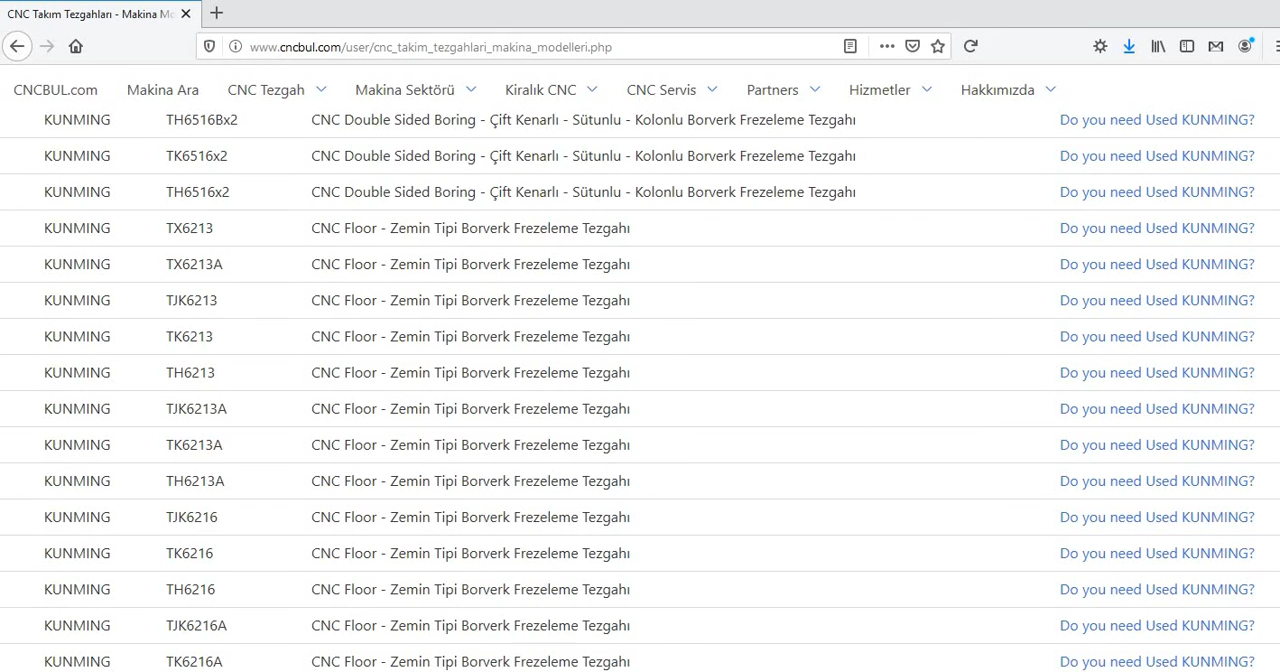 CNC Takım Tezgahları - Makina Mo
www.cncbul.com/user/cnc_takim_tezgahlari_makina_modelleri.php
CNCBUL.com Makina Ara CNC Tezgah Makina Sektörü Kiralık CNC CNC Servis Partners Hizmetler Hakkımızda
KUNMING TH6516Bx2 CNC Double Sided Boring - Çift Kenarlı - Sütunlu - Kolonlu Borverk Frezeleme Tezgahı Do you need Used KUNMING?
KUNMING TK6516x2 CNC Double Sided Boring - Çift Kenarlı - Sütunlu - Kolonlu Borverk Frezeleme Tezgahı Do you need Used KUNMING?
KUNMING TH6516x2 CNC Double Sided Boring - Çift Kenarlı - Sütunlu - Kolonlu Borverk Frezeleme Tezgahı Do you need Used KUNMING?
KUNMING TX6213 CNC Floor - Zemin Tipi Borverk Frezeleme Tezgahı Do you need Used KUNMING?
KUNMING TX6213A CNC Floor - Zemin Tipi Borverk Frezeleme Tezgahı Do you need Used KUNMING?
KUNMING TJK6213 CNC Floor - Zemin Tipi Borverk Frezeleme Tezgahı Do you need Used KUNMING?
KUNMING TK6213 CNC Floor - Zemin Tipi Borverk Frezeleme Tezgahı Do you need Used KUNMING?
KUNMING TH6213 CNC Floor - Zemin Tipi Borverk Frezeleme Tezgahı Do you need Used KUNMING?
KUNMING TJK6213A CNC Floor - Zemin Tipi Borverk Frezeleme Tezgahı Do you need Used KUNMING?
KUNMING TK6213A CNC Floor - Zemin Tipi Borverk Frezeleme Tezgahı Do you need Used KUNMING?
KUNMING TH6213A CNC Floor - Zemin Tipi Borverk Frezeleme Tezgahı Do you need Used KUNMING?
KUNMING TJK6216 CNC Floor - Zemin Tipi Borverk Frezeleme Tezgahı Do you need Used KUNMING?
KUNMING TK6216 CNC Floor - Zemin Tipi Borverk Frezeleme Tezgahı Do you need Used KUNMING?
KUNMING TH6216 CNC Floor - Zemin Tipi Borverk Frezeleme Tezgahı Do you need Used KUNMING?
KUNMING TJK6216A CNC Floor - Zemin Tipi Borverk Frezeleme Tezgahı Do you need Used KUNMING?
KUNMING TK6216A CNC Floor - Zemin Tipi Borverk Frezeleme Tezgahı Do you need Used KUNMING?